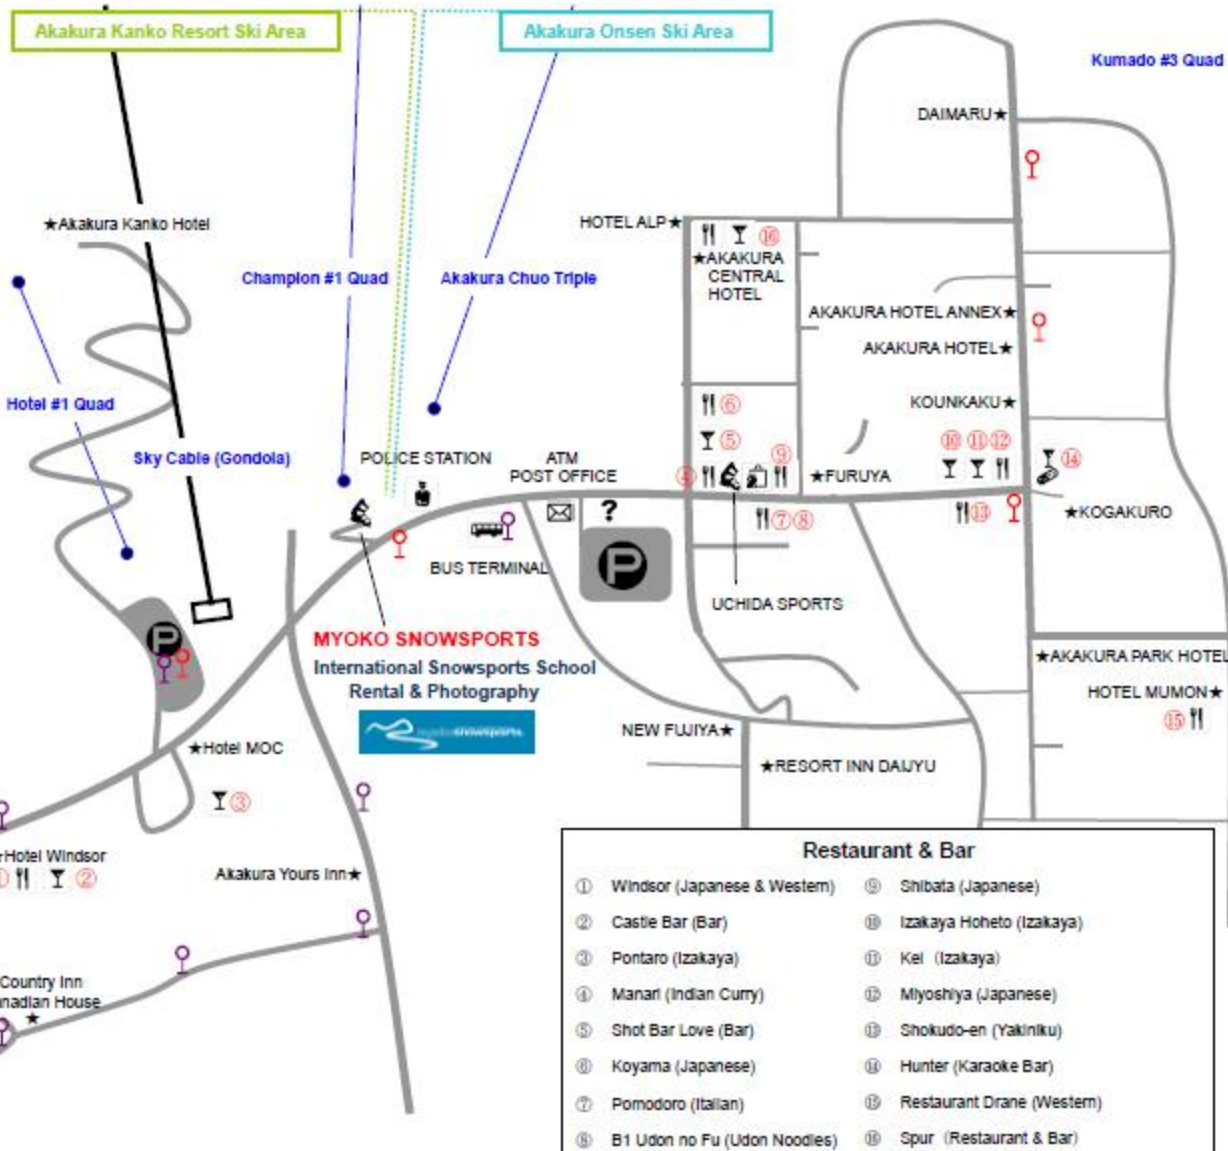 Akakura Kanko Resort Ski Area
Akakura Onsen Ski Area
Kumado #3 Quad
DAIMARU★
★Akakura Kanko Hotel
HOTEL ALP★
⑯
★AKAKURA
CENTRAL
HOTEL
Champion #1 Quad
Akakura Chuo Triple
AKAKURA HOTEL ANNEX★
AKAKURA HOTEL★
Hotel #1 Quad
KOUNKAKU★
⑥
⑤
⑨
⑩ ⑪ ⑫
Sky Cable (Gondola)
POLICE STATION
ATM
POST OFFICE
④
★FURUYA
⑭
?
⑦⑧
⑬
★KOGAKURO
BUS TERMINAL
P
UCHIDA SPORTS
P
MYOKO SNOWSPORTS
International Snowsports School
Rental & Photography
snowsports
★AKAKURA PARK HOTEL
HOTEL MUMON★
⑮
NEW FUJIYA★
★Hotel MOC
★RESORT INN DAIJYU
③
★Hotel Windsor
① ②
Akakura Yours Inn★
Country Inn
nadian House
★
Restaurant & Bar
① Windsor (Japanese & Western)
② Castle Bar (Bar)
③ Pontaro (Izakaya)
④ Manari (Indian Curry)
⑤ Shot Bar Love (Bar)
⑥ Koyama (Japanese)
⑦ Pomodoro (Italian)
⑧ B1 Udon no Fu (Udon Noodles)
⑨ Shibata (Japanese)
⑩ Izakaya Hoheto (Izakaya)
⑪ Kei (Izakaya)
⑫ Miyoshiya (Japanese)
⑬ Shokudo-en (Yakiniku)
⑭ Hunter (Karaoke Bar)
⑮ Restaurant Drane (Western)
⑯ Spur (Restaurant & Bar)